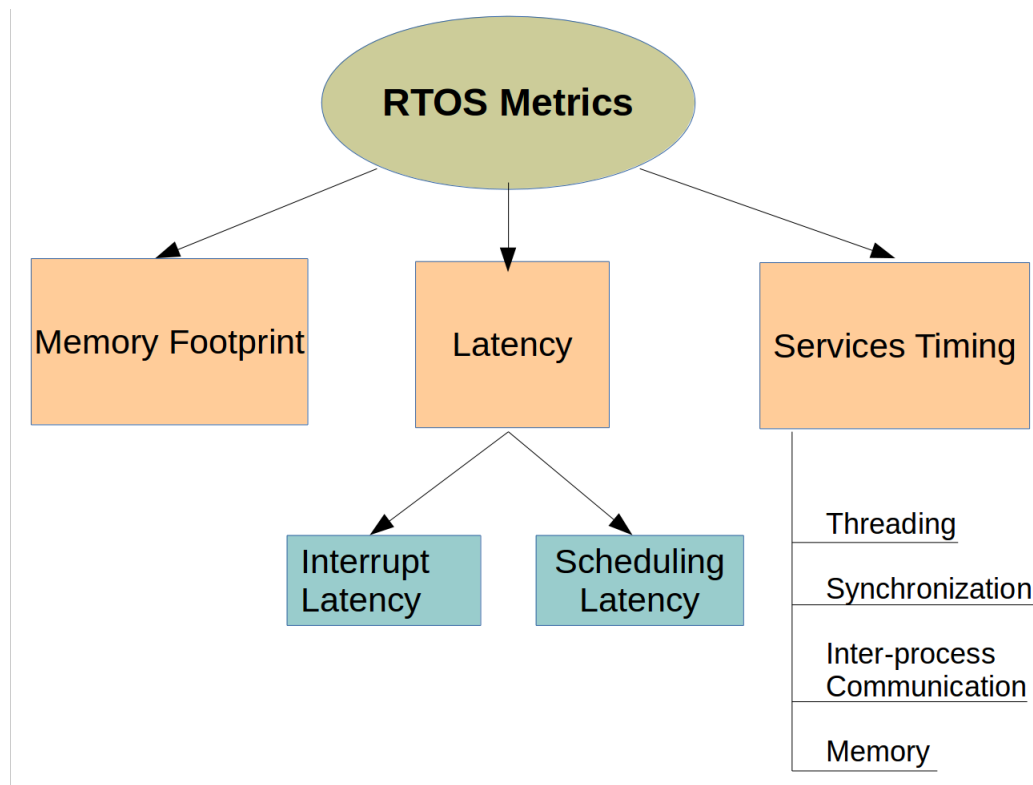 RTOS Metrics
Memory Footprint
Latency
Services Timing
Interrupt
Latency
Scheduling
Latency
Threading
Synchronization
Inter-process
Communication
Memory